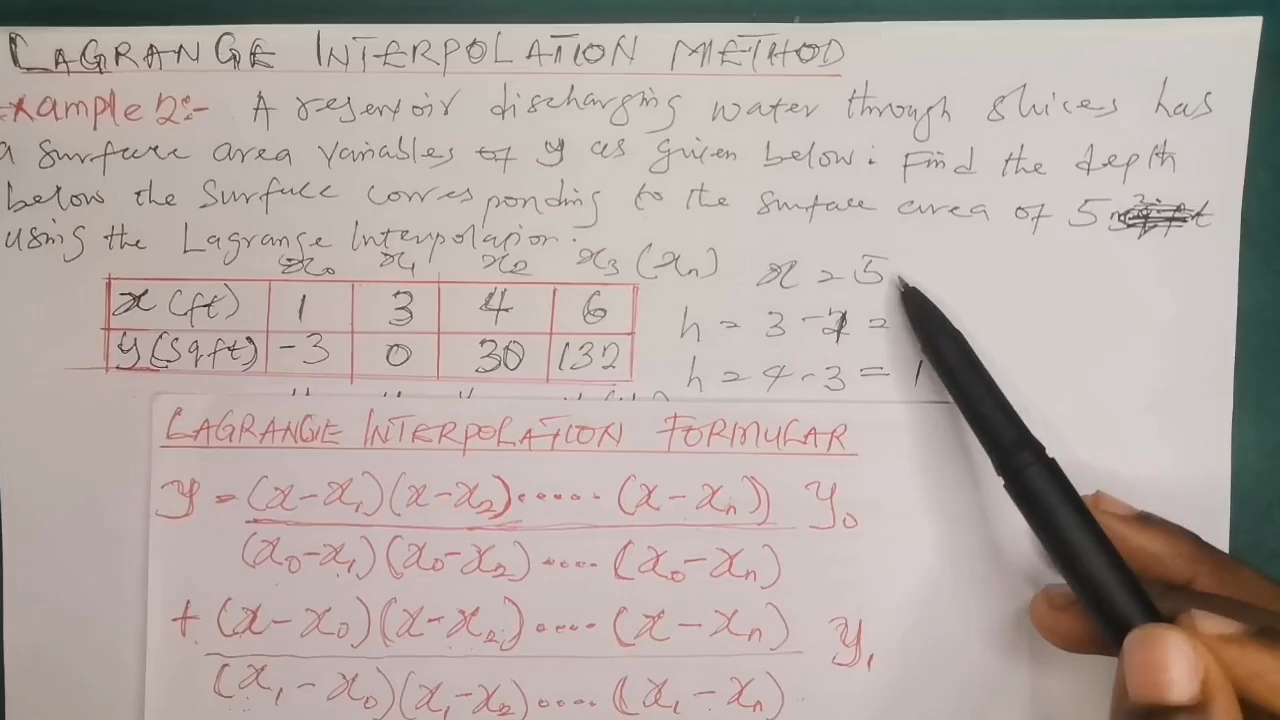 LAGRANGE INTERPOLATION METHOD
Example 2:- A reservoir discharging water through sluices has
a surface area variables of y as given below: Find the depth
below the surface corresponding to the surface area of 5
using the Lagrange Interpolation.
x₀ x₁ x₂ x₃ (xₙ) x = 5
x (ft) 1 3 4 6 h = 3 - 1 =
y (sqft) -3 0 30 132 h = 4 - 3 = 1
LAGRANGE INTERPOLATION FORMULAR
y = (x-x₁)(x-x₂)..... (x-xₙ) y₀
(x₀-x₁)(x₀-x₂).... (x₀-xₙ)
+ (x-x₀)(x-x₂).... (x-xₙ) y₁
(x₁-x₀)(x₁-x₂).... (x₁-xₙ)